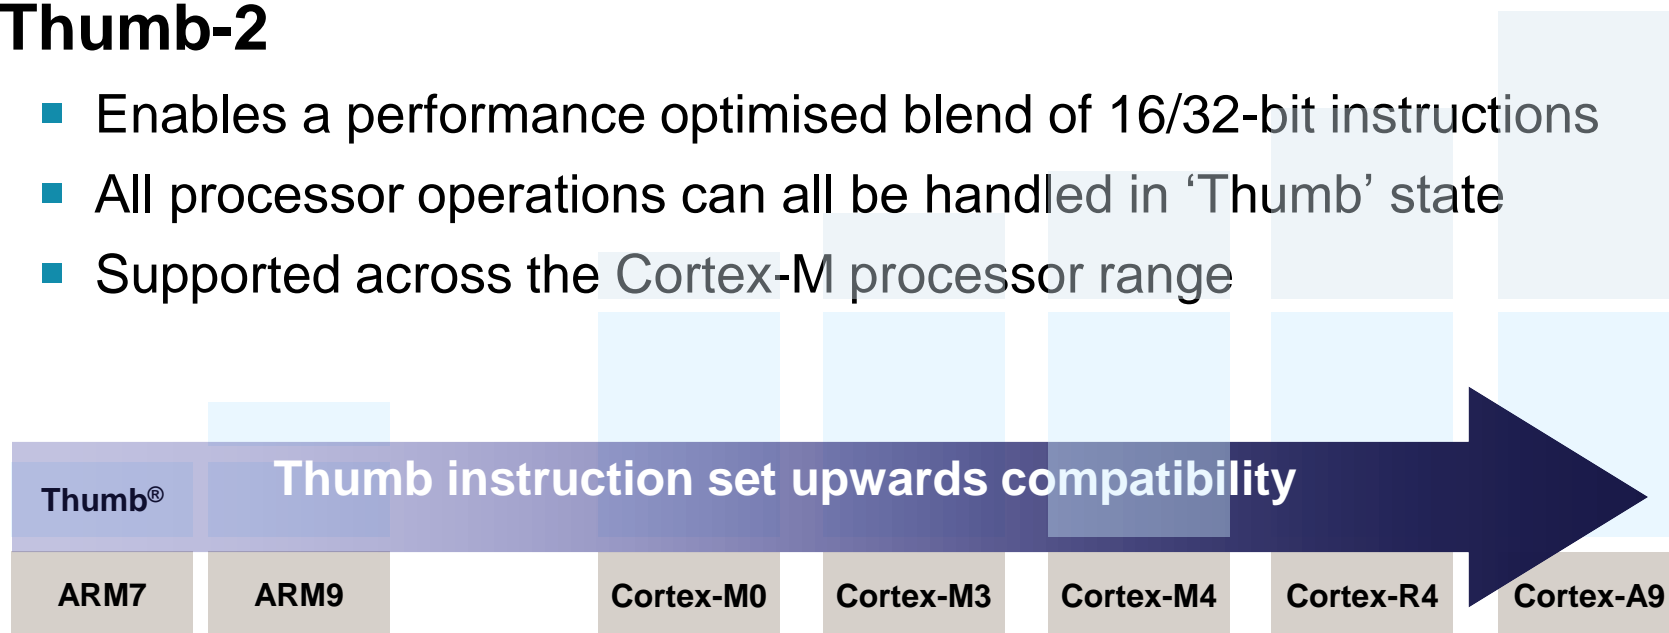 Thumb-2
Enables a performance optimised blend of 16/32-bit instructions
All processor operations can all be handled in ‘Thumb’ state
Supported across the Cortex-M processor range
Thumb instruction set upwards compatibility
Thumb®
ARM7 ARM9 Cortex-M0 Cortex-M3 Cortex-M4 Cortex-R4 Cortex-A9